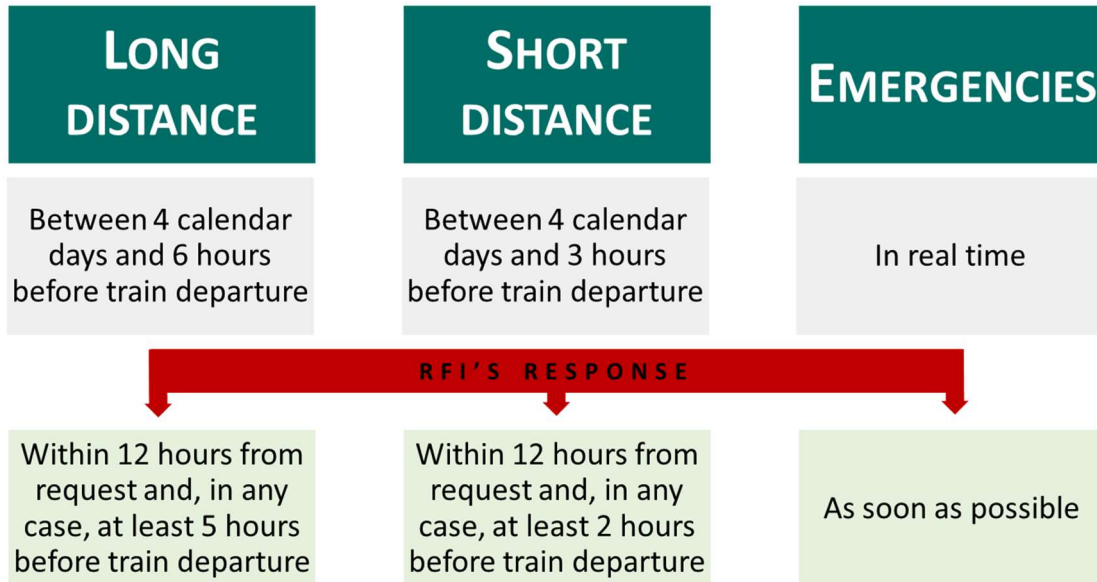 LONG
DISTANCE
SHORT
DISTANCE
EMERGENCIES
Between 4 calendar
days and 6 hours
before train departure
Between 4 calendar
days and 3 hours
before train departure
In real time
RFI'S RESPONSE
Within 12 hours from
request and, in any
case, at least 5 hours
before train departure
Within 12 hours from
request and, in any
case, at least 2 hours
before train departure
As soon as possible